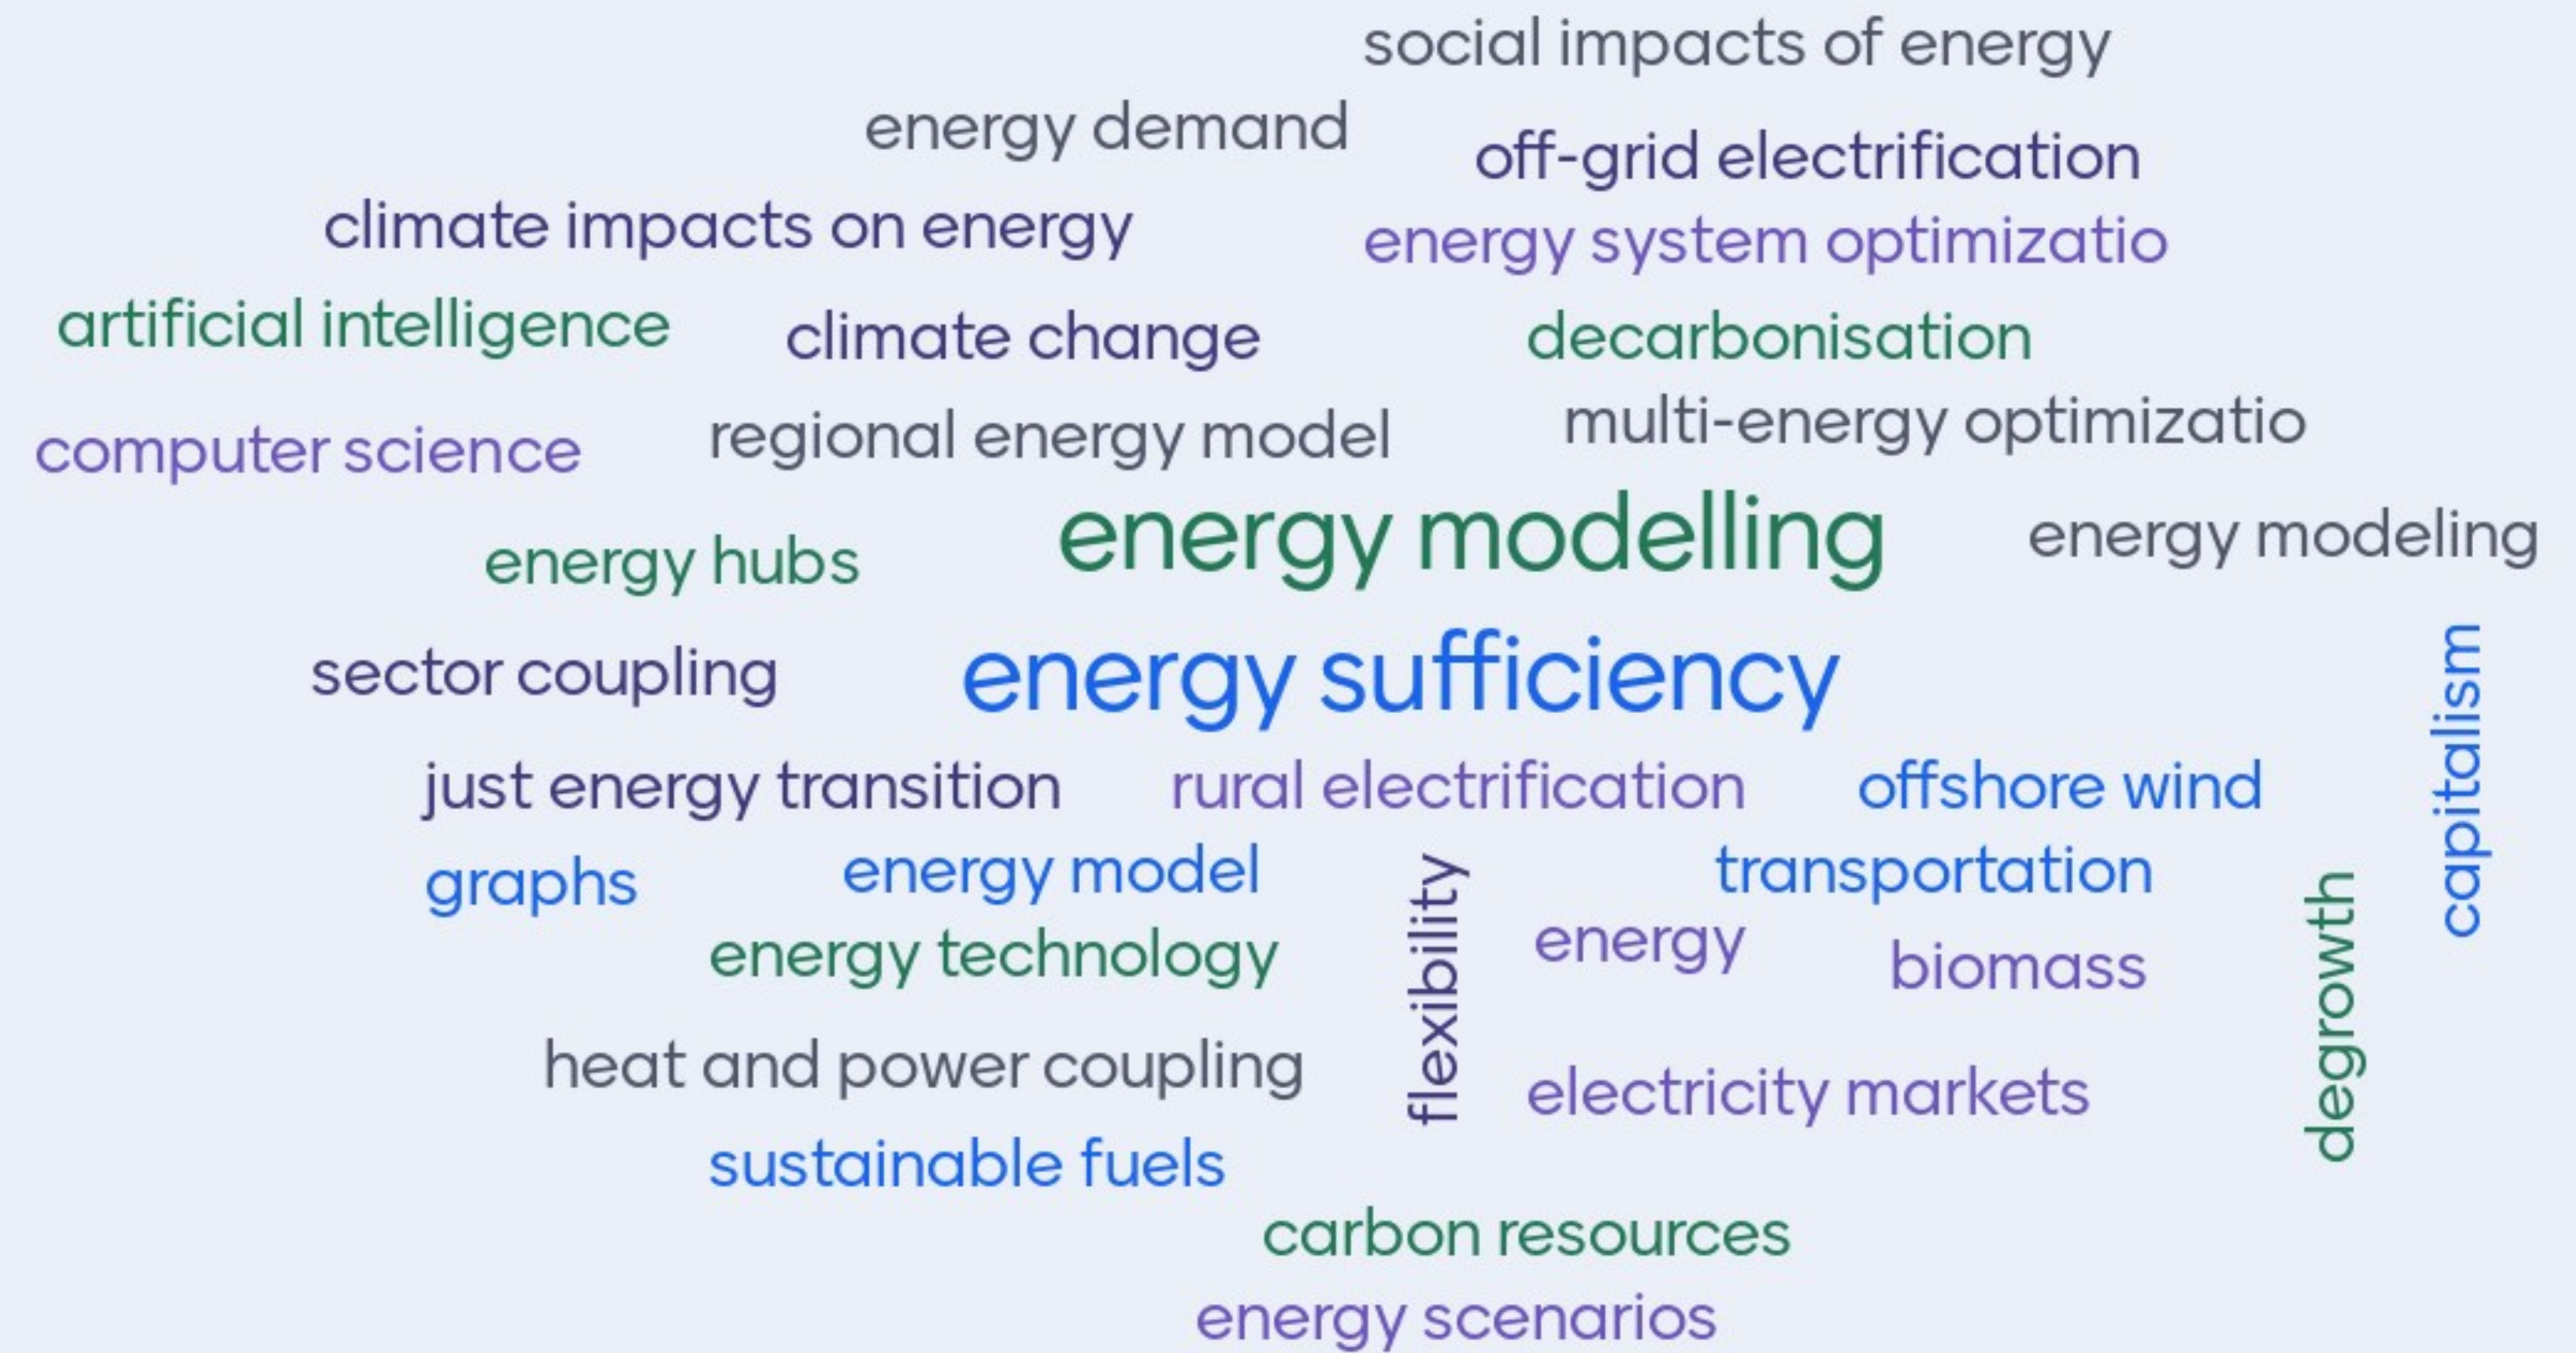 social impacts of energy
energy demand
off-grid electrification
climate impacts on energy
energy system optimizatio
artificial intelligence
climate change
decarbonisation
computer science
regional energy model
multi-energy optimizatio
energy hubs
energy modelling
energy modeling
sector coupling
energy sufficiency
capitalism
just energy transition
rural electrification
offshore wind
graphs
energy model
flexibility
transportation
degrowth
energy technology
energy
biomass
heat and power coupling
electricity markets
sustainable fuels
carbon resources
energy scenarios